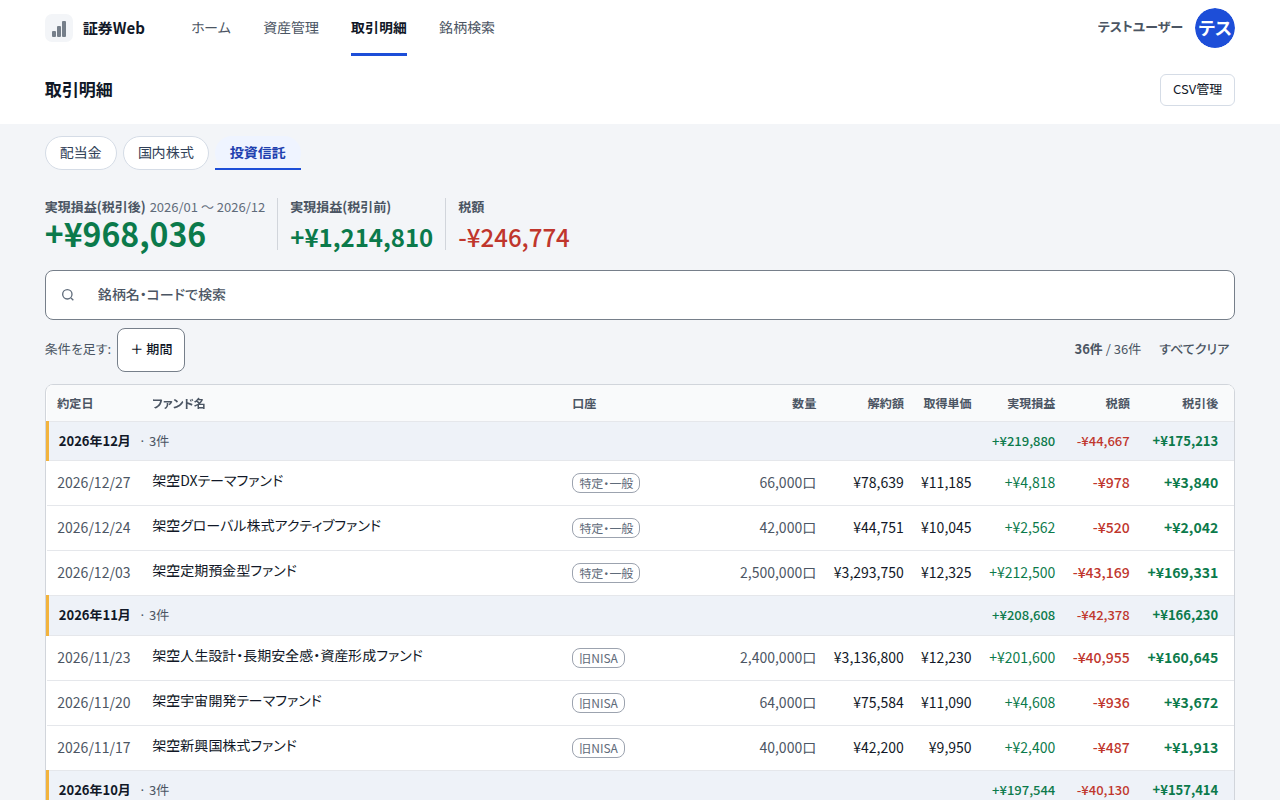 証券Web ホーム 資産管理 取引明細 銘柄検索 テストユーザー テス
取引明細 CSV管理
配当金 国内株式 投資信託
実現損益(税引後) 2026/01 〜 2026/12 実現損益(税引前) 税額
+¥968,036 +¥1,214,810 -¥246,774
銘柄名・コードで検索
条件を足す: ＋ 期間 36件 / 36件 すべてクリア
約定日 ファンド名 口座 数量 解約額 取得単価 実現損益 税額 税引後
2026年12月 ・ 3件 +¥219,880 -¥44,667 +¥175,213
2026/12/27 架空DXテーマファンド 特定・一般 66,000口 ¥78,639 ¥11,185 +¥4,818 -¥978 +¥3,840
2026/12/24 架空グローバル株式アクティブファンド 特定・一般 42,000口 ¥44,751 ¥10,045 +¥2,562 -¥520 +¥2,042
2026/12/03 架空定期預金型ファンド 特定・一般 2,500,000口 ¥3,293,750 ¥12,325 +¥212,500 -¥43,169 +¥169,331
2026年11月 ・ 3件 +¥208,608 -¥42,378 +¥166,230
2026/11/23 架空人生設計・長期安全感・資産形成ファンド 旧NISA 2,400,000口 ¥3,136,800 ¥12,230 +¥201,600 -¥40,955 +¥160,645
2026/11/20 架空宇宙開発テーマファンド 旧NISA 64,000口 ¥75,584 ¥11,090 +¥4,608 -¥936 +¥3,672
2026/11/17 架空新興国株式ファンド 旧NISA 40,000口 ¥42,200 ¥9,950 +¥2,400 -¥487 +¥1,913
2026年10月 ・ 3件 +¥197,544 -¥40,130 +¥157,414